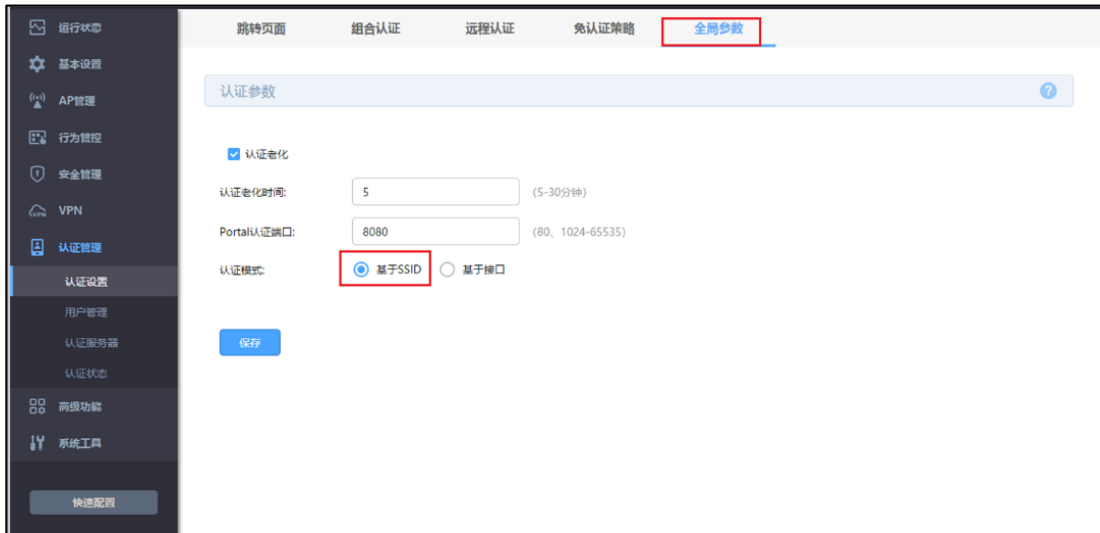 运行状态
基本设置
AP管理
行为管控
安全管理
VPN
认证管理
认证设置
用户管理
认证服务器
认证状态
高级功能
系统工具
快速配置
跳转页面 组合认证 远程认证 免认证策略 全局参数
认证参数 ?
认证老化
认证老化时间: 5 (5-30分钟)
Portal认证端口: 8080 (80、1024-65535)
认证模式: 基于SSID 基于接口
保存